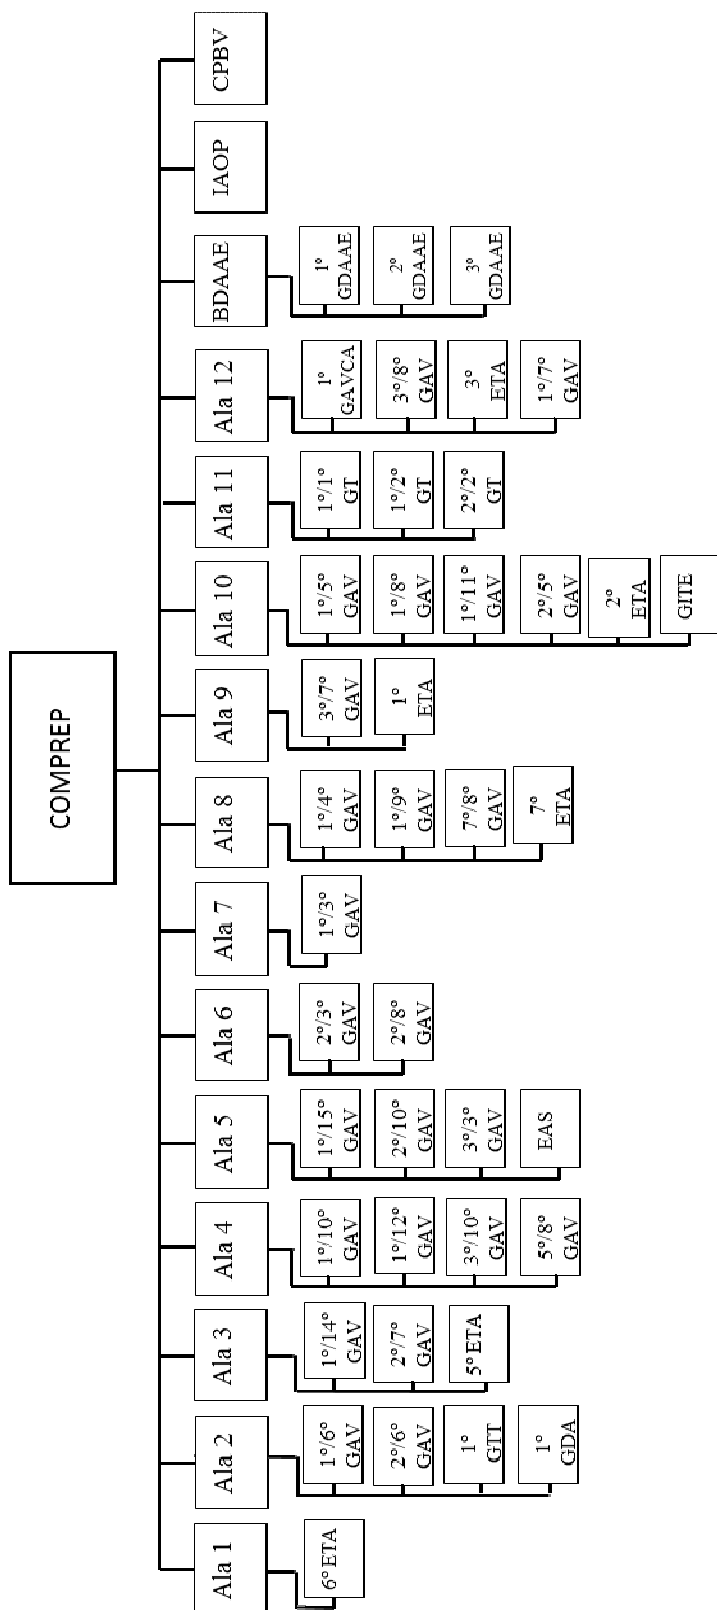 COMPREP
Ala 1
6º ETA
Ala 2
1º/6º
GAV
2º/6º
GAV
1º
GTT
1º
GDA
Ala 3
1º/14º
GAV
2º/7º
GAV
5º ETA
Ala 4
1º/10º
GAV
1º/12º
GAV
3º/10º
GAV
5º/8º
GAV
Ala 5
1º/15º
GAV
2º/10º
GAV
3º/3º
GAV
EAS
Ala 6
2º/3º
GAV
2º/8º
GAV
Ala 7
1º/3º
GAV
Ala 8
1º/4º
GAV
1º/9º
GAV
7º/8º
GAV
7º
ETA
Ala 9
3º/7º
GAV
1º
ETA
Ala 10
1º/5º
GAV
1º/8º
GAV
1º/11º
GAV
2º/5º
GAV
2º
ETA
GITE
Ala 11
1º/1º
GT
1º/2º
GT
2º/2º
GT
Ala 12
1º
GAVCA
3º/8º
GAV
3º
ETA
1º/7º
GAV
BDAAE
1º
GDAAE
2º
GDAAE
3º
GDAAE
IAOP
CPBV